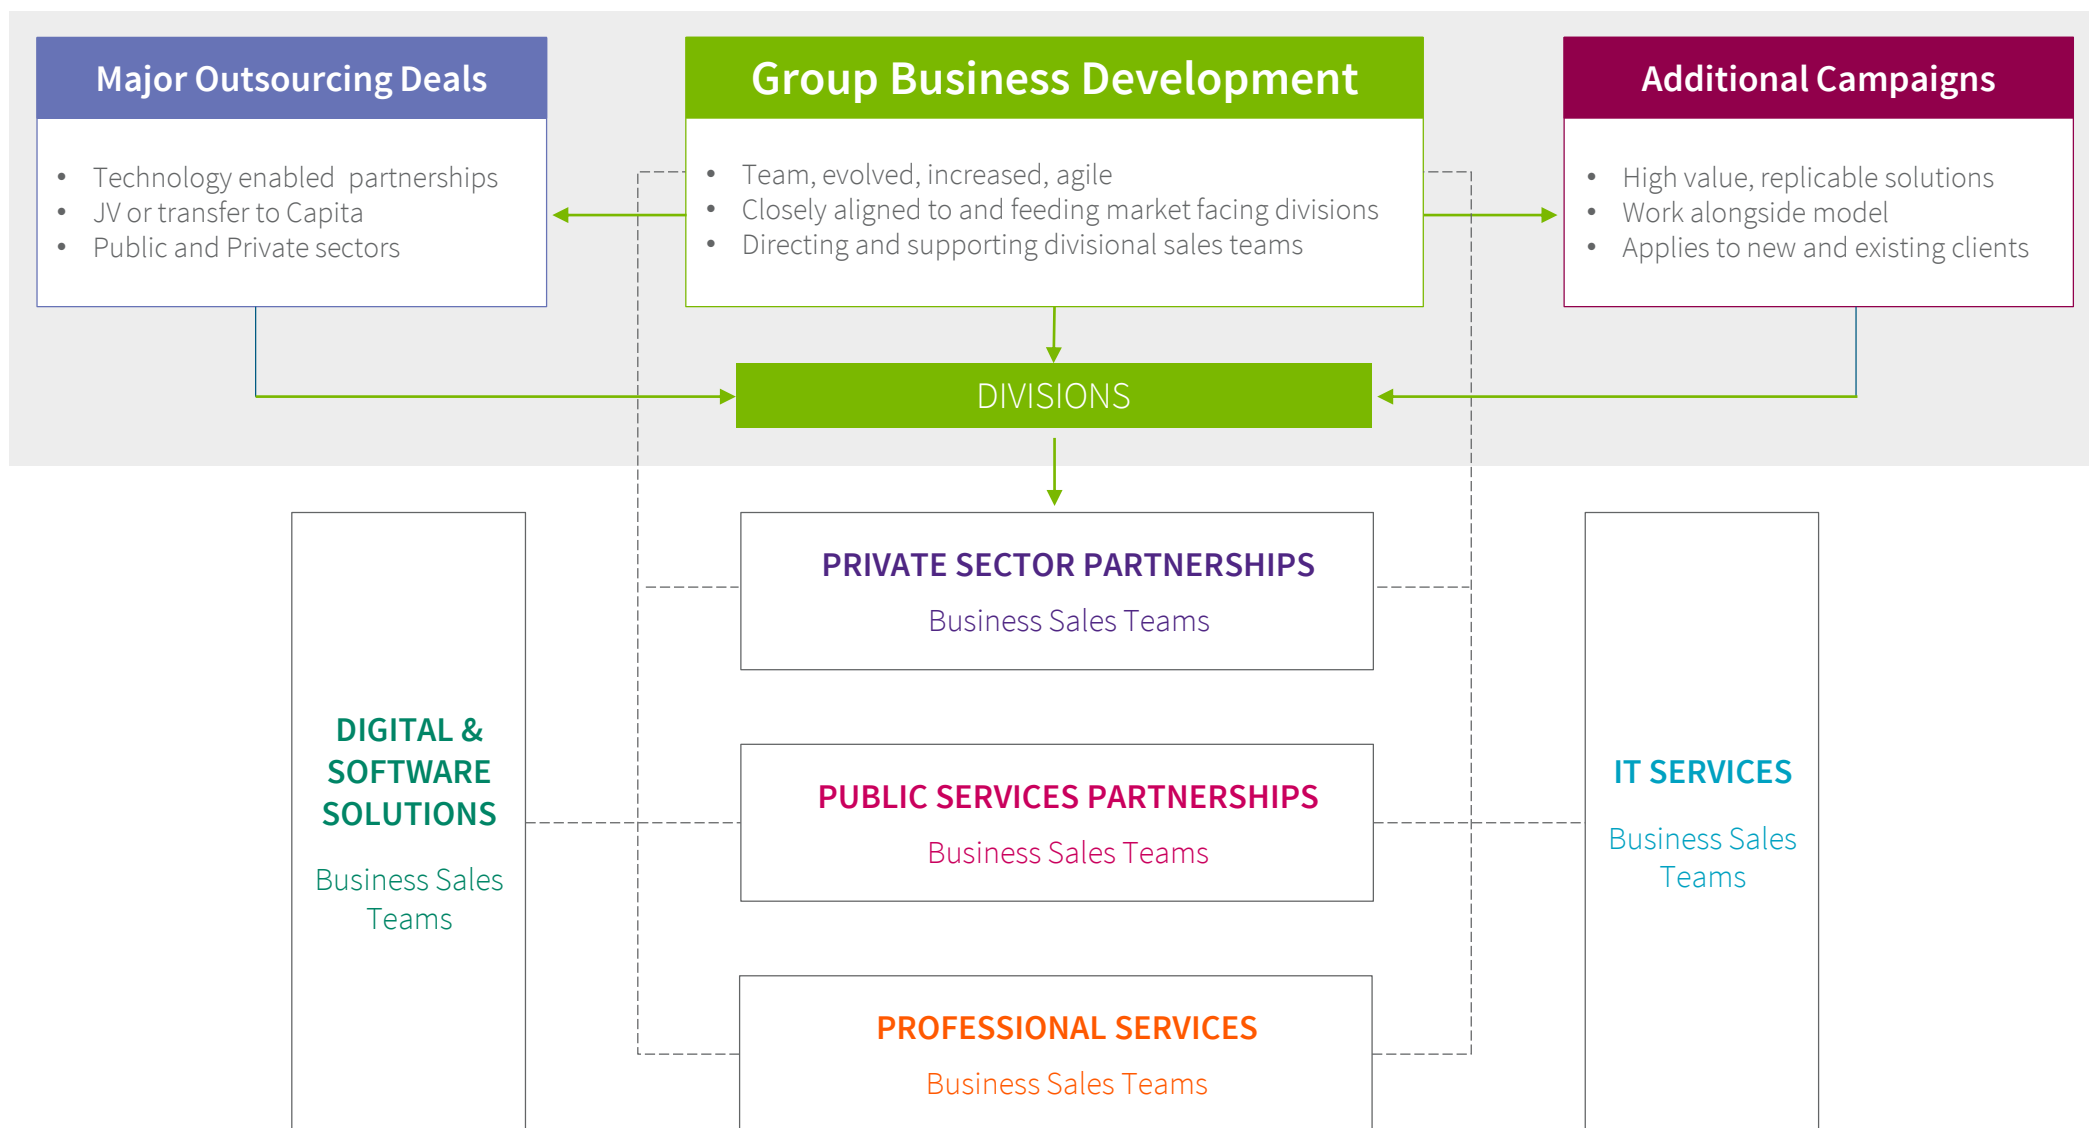 Major Outsourcing Deals
• Technology enabled partnerships
• JV or transfer to Capita
• Public and Private sectors
Group Business Development
• Team, evolved, increased, agile
• Closely aligned to and feeding market facing divisions
• Directing and supporting divisional sales teams
Additional Campaigns
• High value, replicable solutions
• Work alongside model
• Applies to new and existing clients
DIVISIONS
DIGITAL &
SOFTWARE
SOLUTIONS
Business Sales
Teams
PRIVATE SECTOR PARTNERSHIPS
Business Sales Teams
PUBLIC SERVICES PARTNERSHIPS
Business Sales Teams
PROFESSIONAL SERVICES
Business Sales Teams
IT SERVICES
Business Sales
Teams